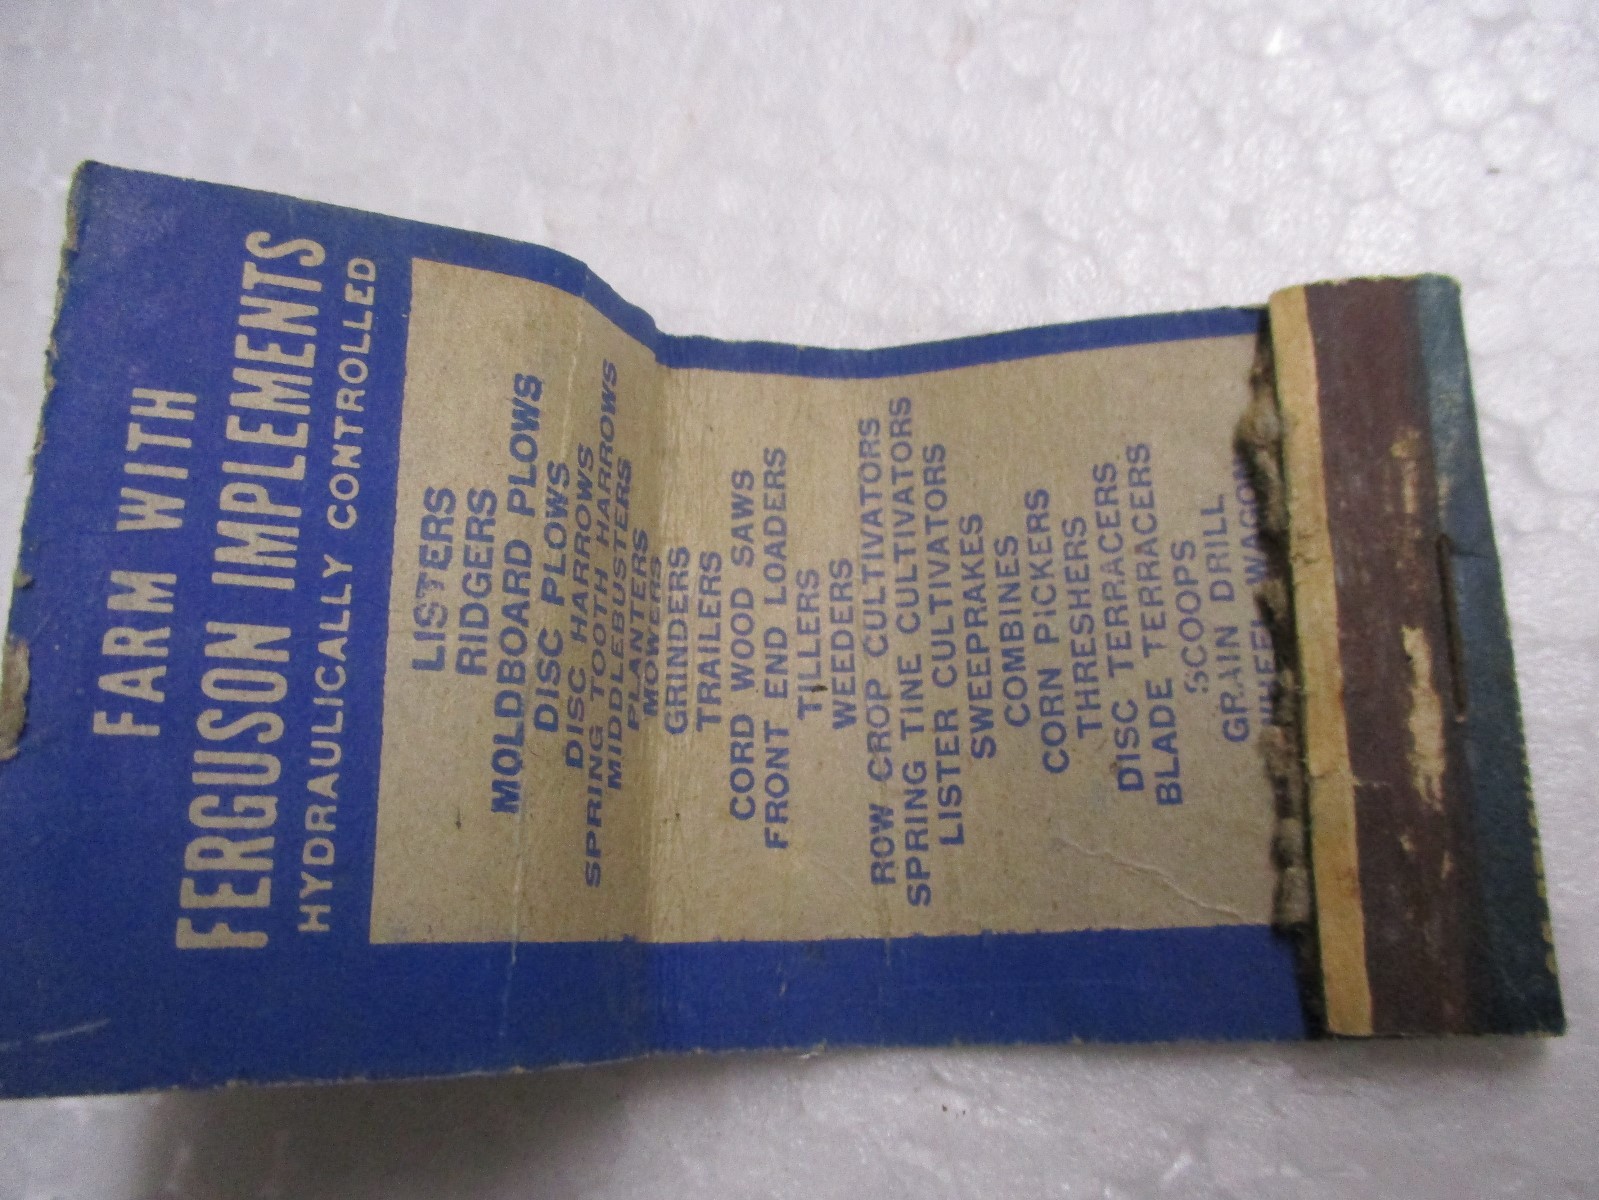 FARM WITH
FERGUSON IMPLEMENTS
HYDRAULICALLY CONTROLLED
LISTERS
RIDGERS
MOLDBOARD PLOWS
DISC PLOWS
DISC HARROWS
SPRING TOOTH HARROWS
MIDDLEBUSTERS
PLANTERS
MOWERS
GRINDERS
TRAILERS
CORD WOOD SAWS
FRONT END LOADERS
TILLERS
WEEDERS
ROW CROP CULTIVATORS
SPRING TINE CULTIVATORS
LISTER CULTIVATORS
SWEEPRAKES
COMBINES
CORN PICKERS
THRESHERS
DISC TERRACERS
BLADE TERRACERS
SCOOPS
GRAIN DRILL